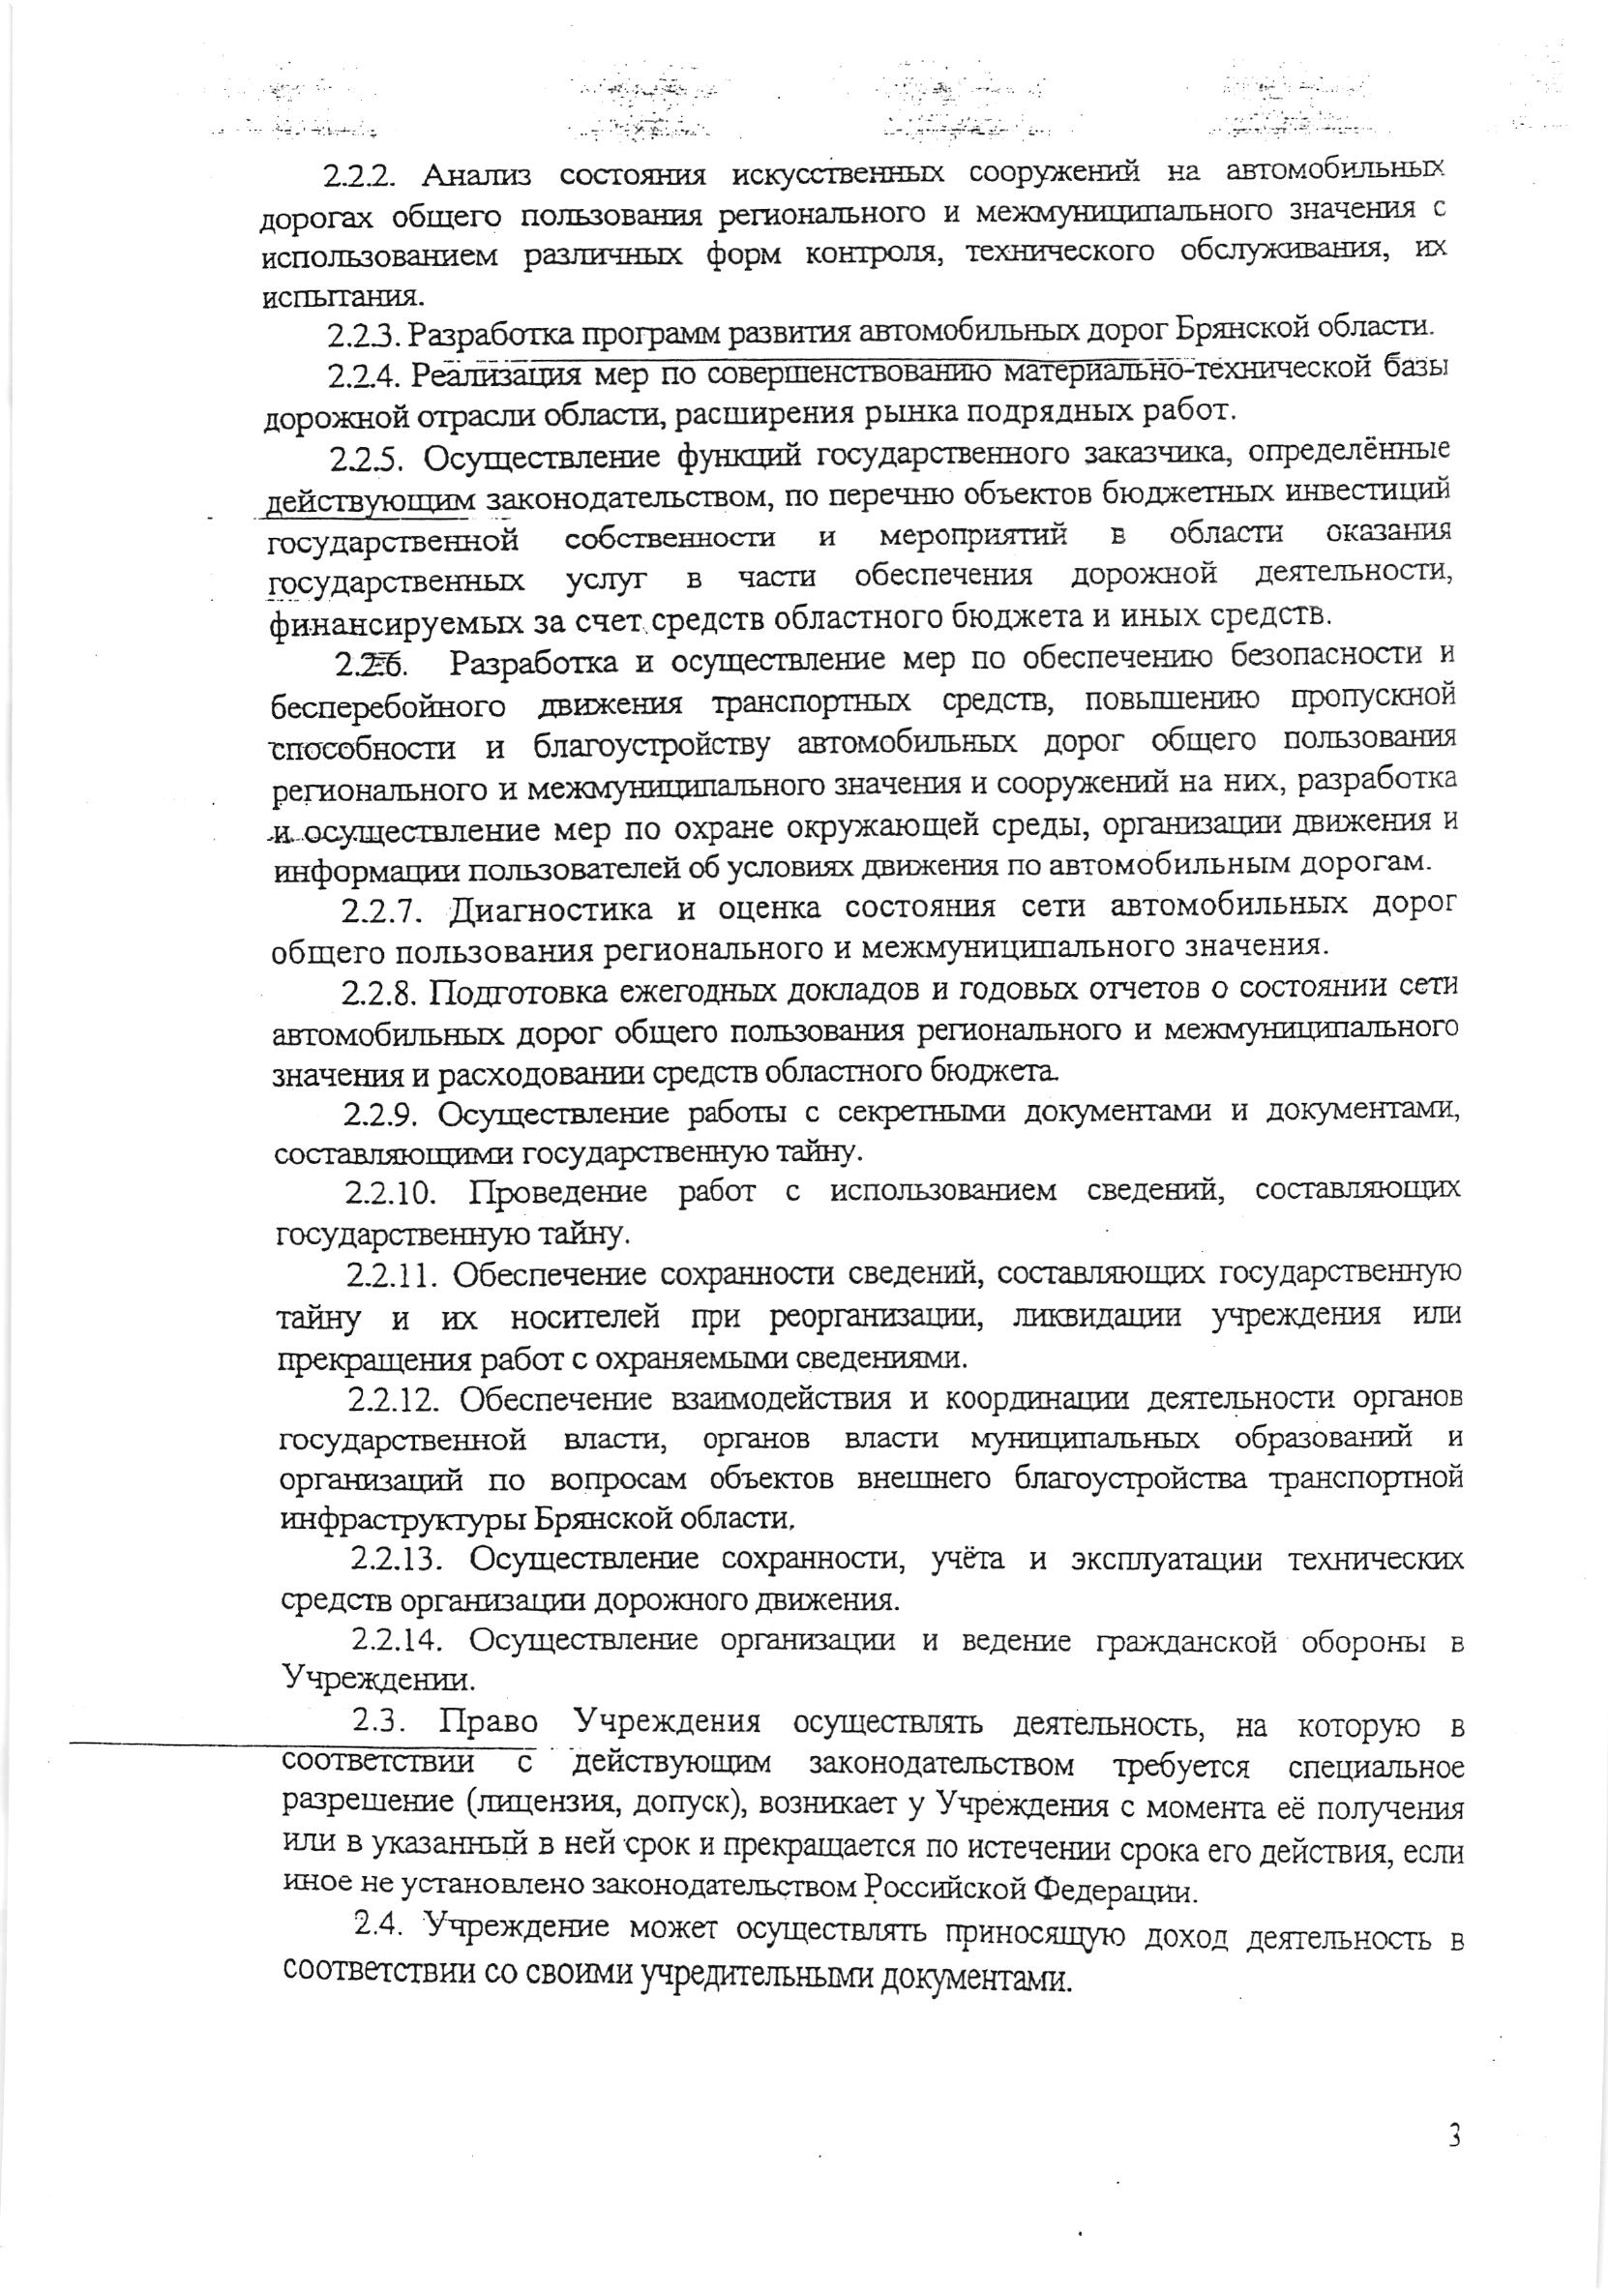 2.2.2. Анализ состояния искусственных сооружений на автомобильных
дорогах общего пользования регионального и межмуниципального значения с
использованием различных форм контроля, технического обслуживания, их
испытания.
2.2.3. Разработка программ развития автомобильных дорог Брянской области.
2.2.4. Реализация мер по совершенствованию материально-технической базы
дорожной отрасли области, расширения рынка подрядных работ.
2.2.5. Осуществление функций государственного заказчика, определённые
действующим законодательством, по перечню объектов бюджетных инвестиций
государственной собственности и мероприятий в области оказания
государственных услуг в части обеспечения дорожной деятельности,
финансируемых за счет средств областного бюджета и иных средств.
2.2.6. Разработка и осуществление мер по обеспечению безопасности и
бесперебойного движения транспортных средств, повышению пропускной
способности и благоустройству автомобильных дорог общего пользования
регионального и межмуниципального значения и сооружений на них, разработка
и осуществление мер по охране окружающей среды, организации движения и
информации пользователей об условиях движения по автомобильным дорогам.
2.2.7. Диагностика и оценка состояния сети автомобильных дорог
общего пользования регионального и межмуниципального значения.
2.2.8. Подготовка ежегодных докладов и годовых отчетов о состоянии сети
автомобильных дорог общего пользования регионального и межмуниципального
значения и расходовании средств областного бюджета.
2.2.9. Осуществление работы с секретными документами и документами,
составляющими государственную тайну.
2.2.10. Проведение работ с использованием сведений, составляющих
государственную тайну.
2.2.11. Обеспечение сохранности сведений, составляющих государственную
тайну и их носителей при реорганизации, ликвидации учреждения или
прекращения работ с охраняемыми сведениями.
2.2.12. Обеспечение взаимодействия и координации деятельности органов
государственной власти, органов власти муниципальных образований и
организаций по вопросам объектов внешнего благоустройства транспортной
инфраструктуры Брянской области.
2.2.13. Осуществление сохранности, учёта и эксплуатации технических
средств организации дорожного движения.
2.2.14. Осуществление организации и ведение гражданской обороны в
Учреждении.
2.3. Право Учреждения осуществлять деятельность, на которую в
соответствии с действующим законодательством требуется специальное
разрешение (лицензия, допуск), возникает у Учреждения с момента её получения
или в указанный в ней срок и прекращается по истечении срока его действия, если
иное не установлено законодательством Российской Федерации.
2.4. Учреждение может осуществлять приносящую доход деятельность в
соответствии со своими учредительными документами.
3